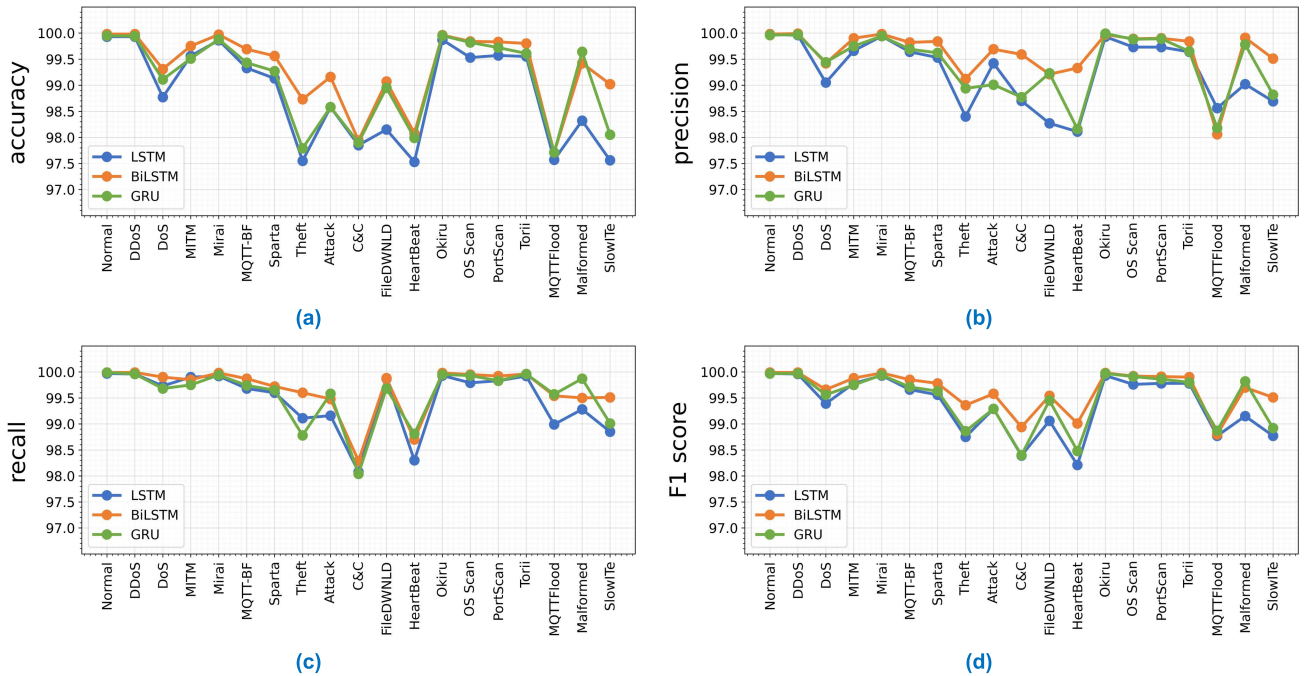 accuracy
100.0
99.5
99.0
98.5
98.0
97.5
97.0
LSTM
BiLSTM
GRU
Normal
DDoS
DoS
MITM
Mirai
MQTT-BF
Sparta
Theft
Attack
C&C
FileDWNLD
HeartBeat
Okiru
OS Scan
PortScan
Torii
MQTTFlood
Malformed
SlowITe
(a)
precision
100.0
99.5
99.0
98.5
98.0
97.5
97.0
LSTM
BiLSTM
GRU
Normal
DDoS
DoS
MITM
Mirai
MQTT-BF
Sparta
Theft
Attack
C&C
FileDWNLD
HeartBeat
Okiru
OS Scan
PortScan
Torii
MQTTFlood
Malformed
SlowITe
(b)
recall
100.0
99.5
99.0
98.5
98.0
97.5
97.0
LSTM
BiLSTM
GRU
Normal
DDoS
DoS
MITM
Mirai
MQTT-BF
Sparta
Theft
Attack
C&C
FileDWNLD
HeartBeat
Okiru
OS Scan
PortScan
Torii
MQTTFlood
Malformed
SlowITe
(c)
F1 score
100.0
99.5
99.0
98.5
98.0
97.5
97.0
LSTM
BiLSTM
GRU
Normal
DDoS
DoS
MITM
Mirai
MQTT-BF
Sparta
Theft
Attack
C&C
FileDWNLD
HeartBeat
Okiru
OS Scan
PortScan
Torii
MQTTFlood
Malformed
SlowITe
(d)